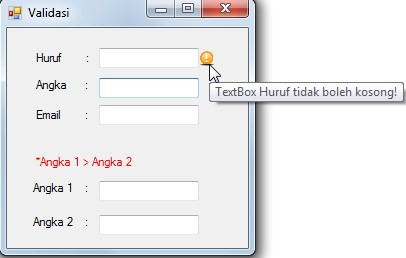 Validasi
Huruf :
TextBox Huruf tidak boleh kosong!
Angka :
Email :
*Angka 1 > Angka 2
Angka 1 :
Angka 2 :